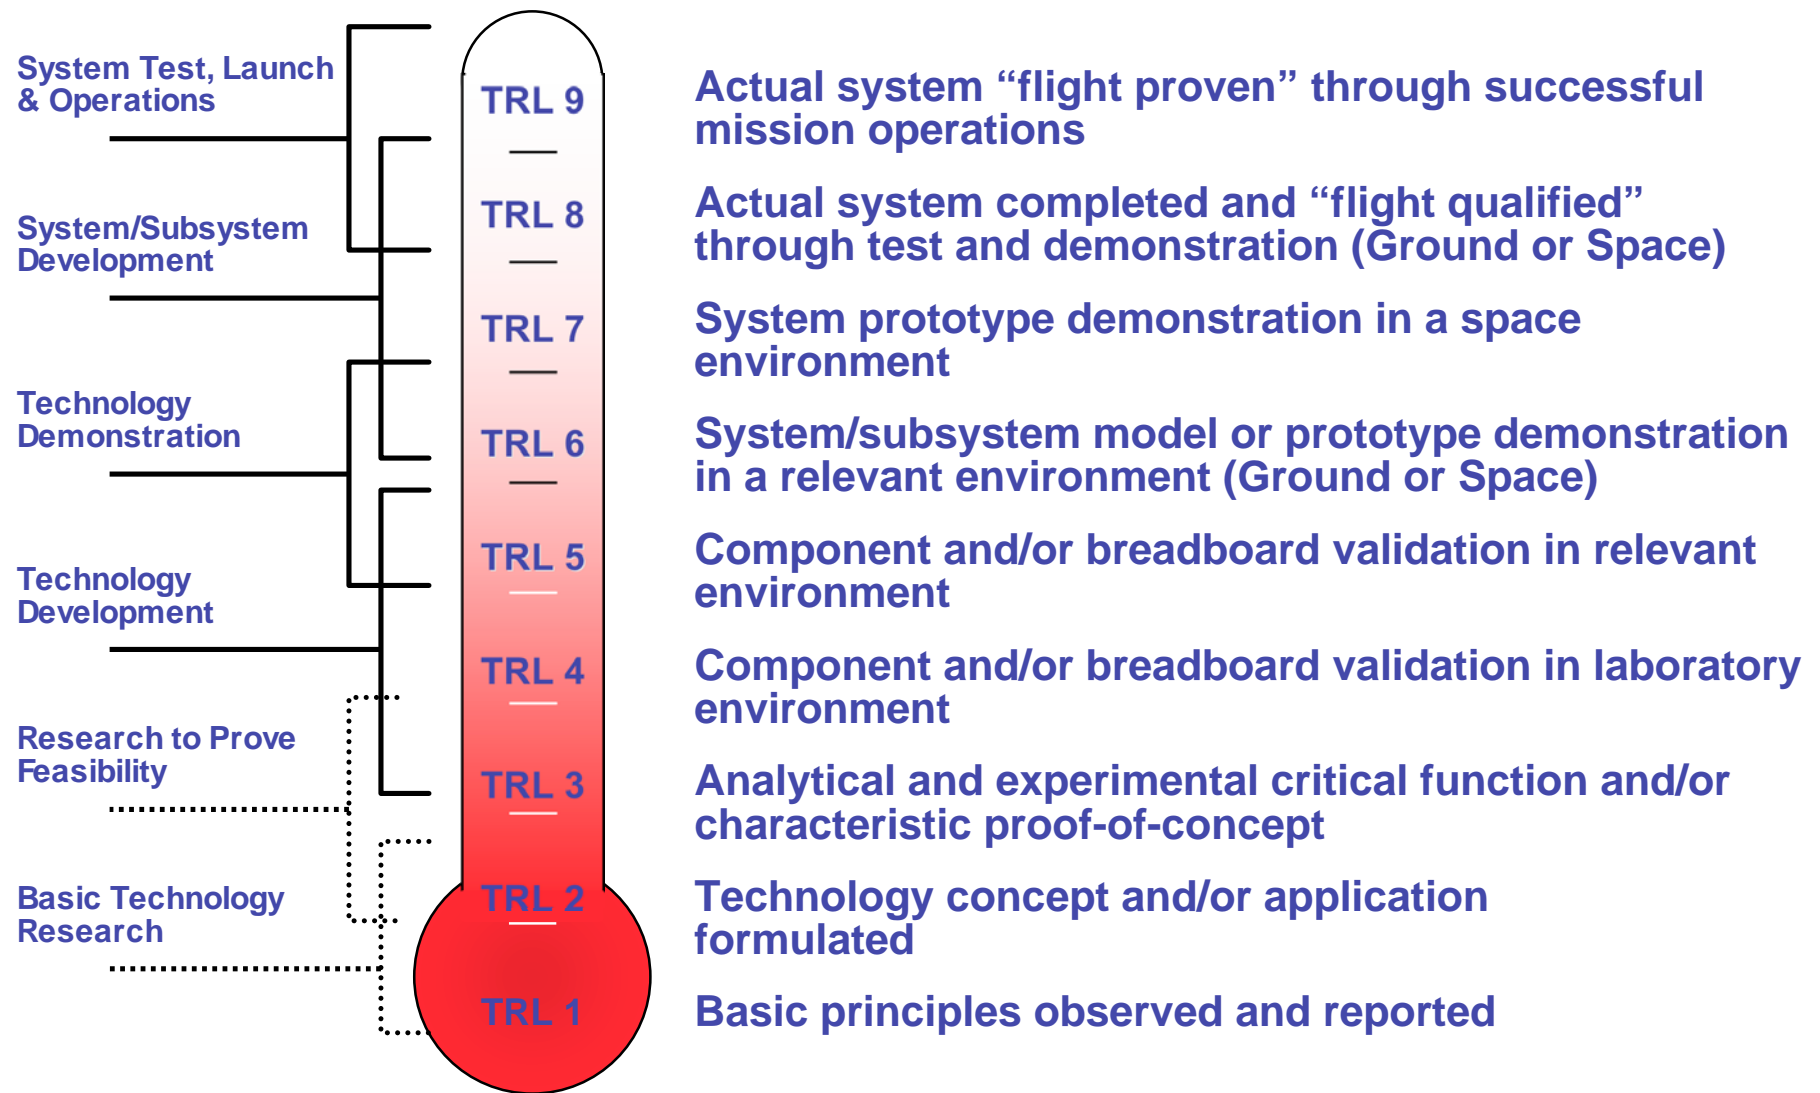 System Test, Launch
& Operations
System/Subsystem
Development
Technology
Demonstration
Technology
Development
Research to Prove
Feasibility
Basic Technology
Research
TRL 9
TRL 8
TRL 7
TRL 6
TRL 5
TRL 4
TRL 3
TRL 2
TRL 1
Actual system “flight proven” through successful
mission operations
Actual system completed and “flight qualified”
through test and demonstration (Ground or Space)
System prototype demonstration in a space
environment
System/subsystem model or prototype demonstration
in a relevant environment (Ground or Space)
Component and/or breadboard validation in relevant
environment
Component and/or breadboard validation in laboratory
environment
Analytical and experimental critical function and/or
characteristic proof-of-concept
Technology concept and/or application
formulated
Basic principles observed and reported